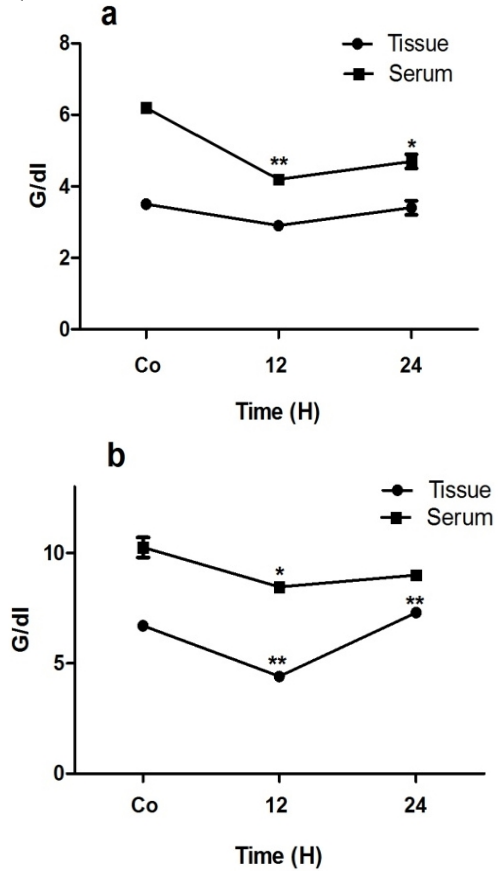 a
Tissue
Serum
8
6
4
2
0
G/dl
**
*
Co
12
24
Time (H)
b
Tissue
Serum
10
5
0
G/dl
*
**
**
Co
12
24
Time (H)